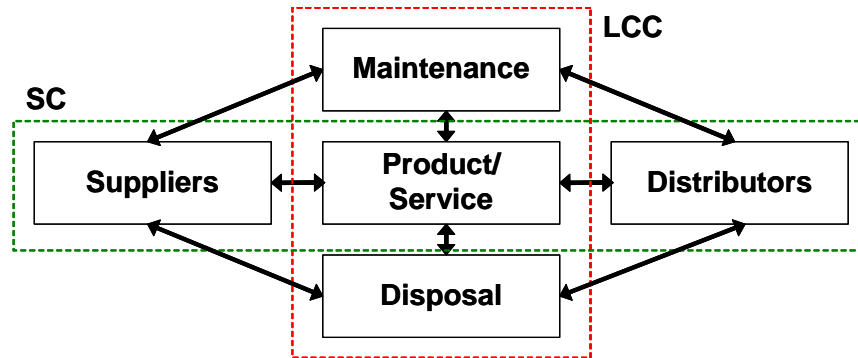 LCC
Maintenance
SC
Suppliers
Product/
Service
Distributors
Disposal